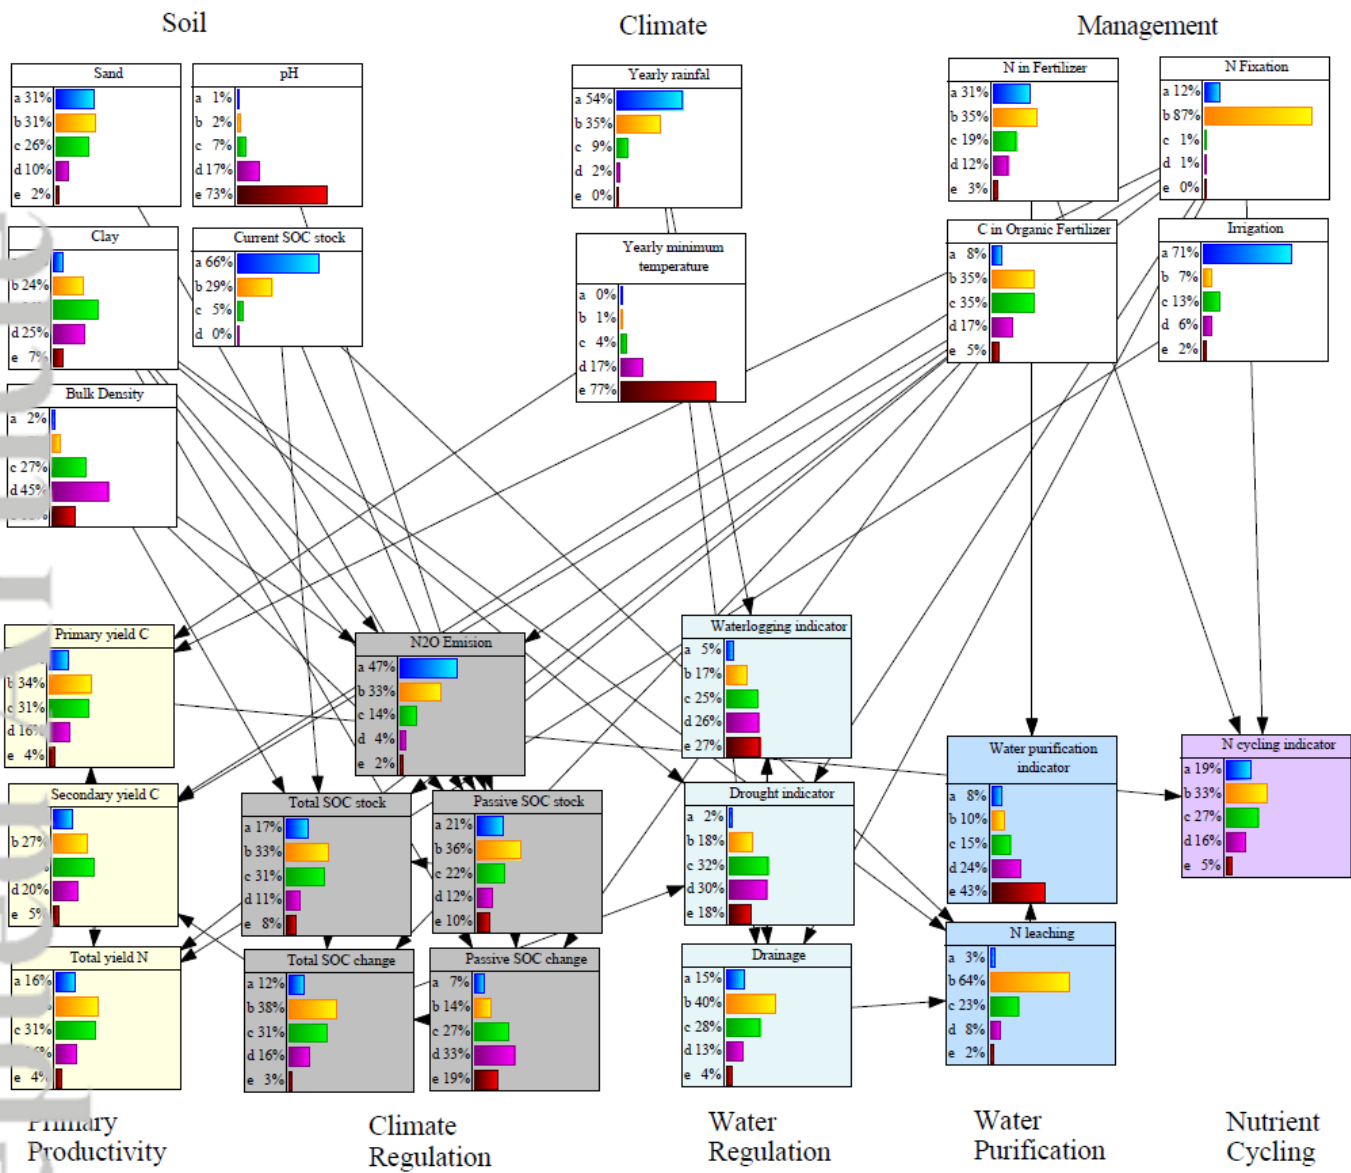 Soil
Climate
Management
Sand
a 31%
b 31%
c 26%
d 10%
e 2%
pH
a 1%
b 2%
c 7%
d 17%
e 73%
Yearly rainfal
a 54%
b 35%
c 9%
d 2%
e 0%
N in Fertilizer
a 31%
b 35%
c 19%
d 12%
e 3%
N Fixation
a 12%
b 87%
c 1%
d 1%
e 0%
Clay
b 24%
d 25%
e 7%
Current SOC stock
a 66%
b 29%
c 5%
d 0%
Yearly minimum
temperature
a 0%
b 1%
c 4%
d 17%
e 77%
C in Organic Fertilizer
a 8%
b 35%
c 35%
d 17%
e 5%
Irrigation
a 71%
b 7%
c 13%
d 6%
e 2%
Bulk Density
a 2%
c 27%
d 45%
Primary yield C
b 34%
c 31%
d 16%
e 4%
N2O Emision
a 47%
b 33%
c 14%
d 4%
e 2%
Waterlogging indicator
a 5%
b 17%
c 25%
d 26%
e 27%
Water purification
indicator
a 8%
b 10%
c 15%
d 24%
e 43%
N cycling indicator
a 19%
b 33%
c 27%
d 16%
e 5%
Secondary yield C
b 27%
d 20%
e 5%
Total SOC stock
a 17%
b 33%
c 31%
d 11%
e 8%
Passive SOC stock
a 21%
b 36%
c 22%
d 12%
e 10%
Drought indicator
a 2%
b 18%
c 32%
d 30%
e 18%
Total yield N
a 16%
c 31%
e 4%
Total SOC change
a 12%
b 38%
c 31%
d 16%
e 3%
Passive SOC change
a 7%
b 14%
c 27%
d 33%
e 19%
Drainage
a 15%
b 40%
c 28%
d 13%
e 4%
N leaching
a 3%
b 64%
c 23%
d 8%
e 2%
Primary
Productivity
Climate
Regulation
Water
Regulation
Water
Purification
Nutrient
Cycling